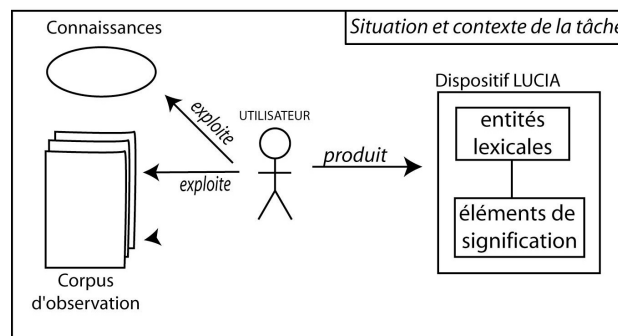 Connaissances
Situation et contexte de la tâche
Dispositif LUCIA
UTILISATEUR
exploite
produit
exploite
entités
lexicales
éléments de
signification
Corpus
d'observation